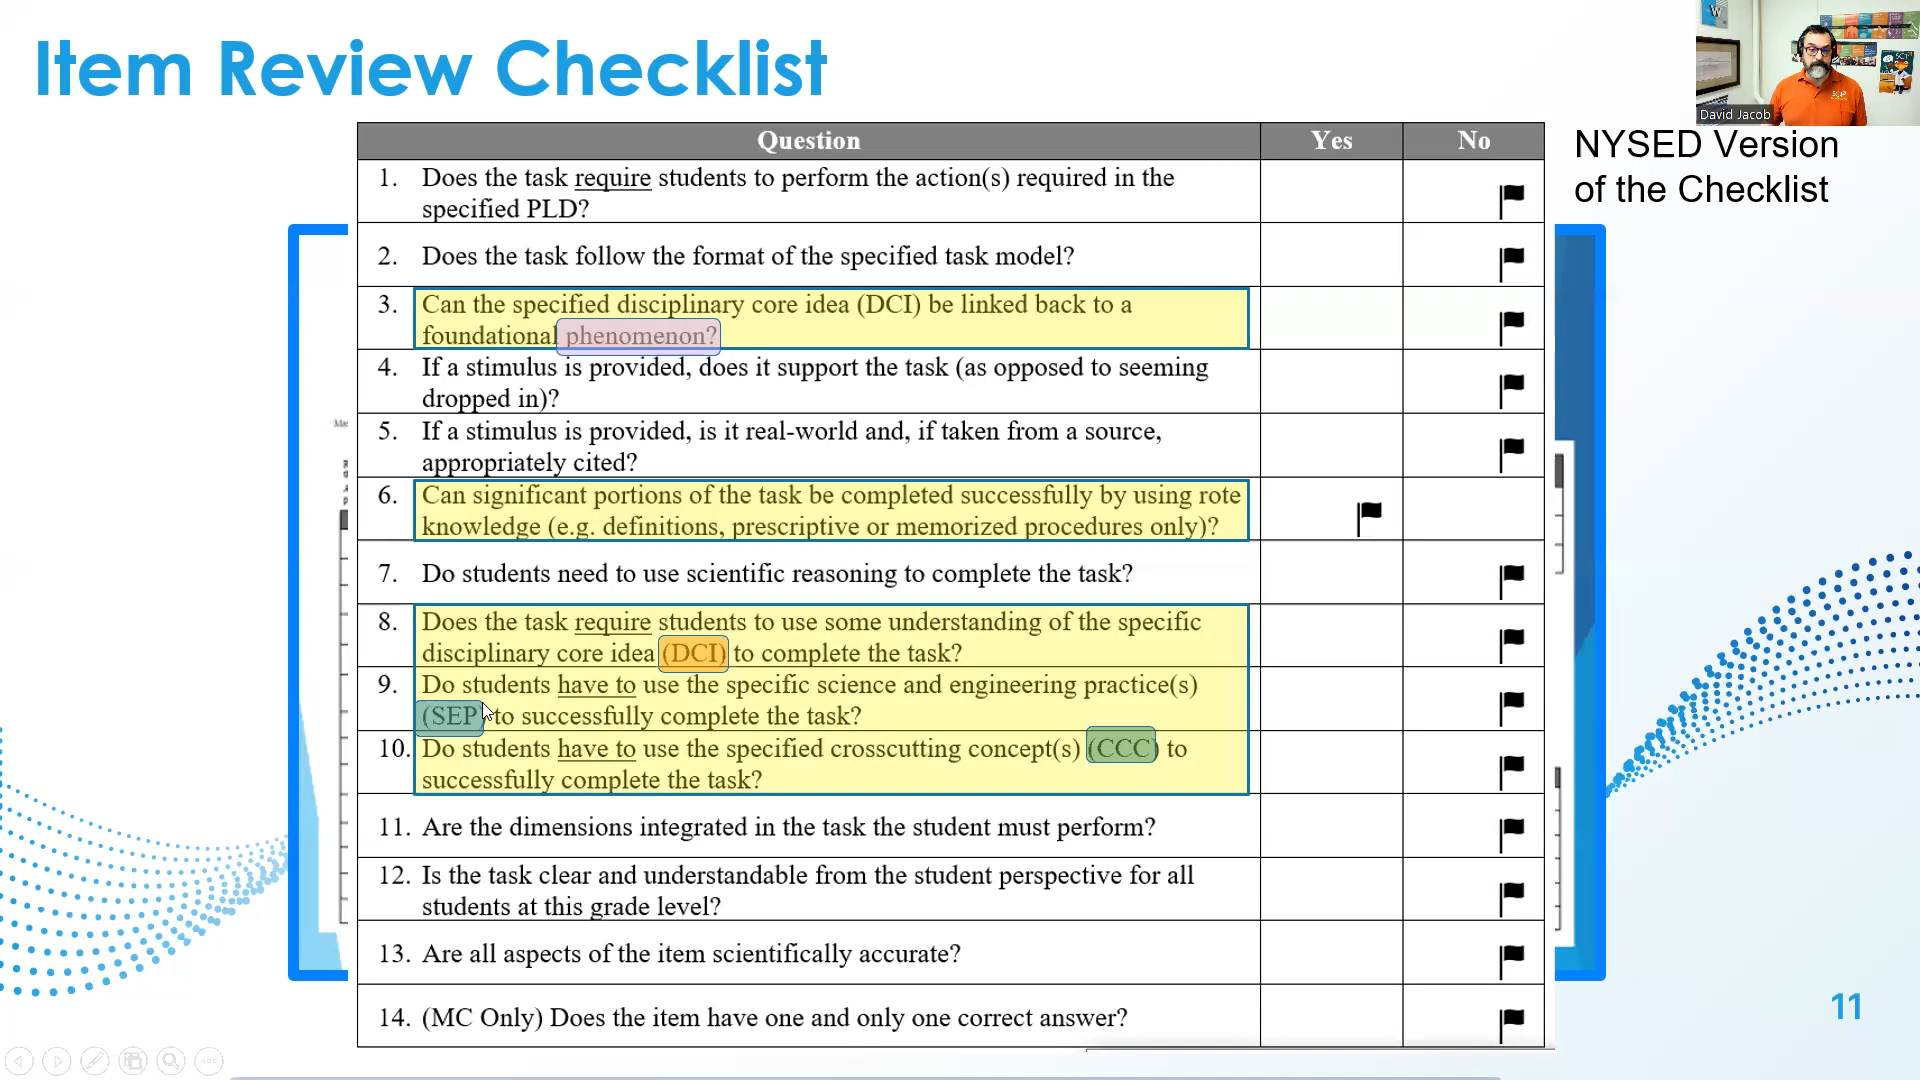 Item Review Checklist
David Jacob
NYSED Version
of the Checklist
Question Yes No
1. Does the task require students to perform the action(s) required in the
specified PLD?
2. Does the task follow the format of the specified task model?
3. Can the specified disciplinary core idea (DCI) be linked back to a
foundational phenomenon?
4. If a stimulus is provided, does it support the task (as opposed to seeming
dropped in)?
5. If a stimulus is provided, is it real-world and, if taken from a source,
appropriately cited?
6. Can significant portions of the task be completed successfully by using rote
knowledge (e.g. definitions, prescriptive or memorized procedures only)?
7. Do students need to use scientific reasoning to complete the task?
8. Does the task require students to use some understanding of the specific
disciplinary core idea (DCI) to complete the task?
9. Do students have to use the specific science and engineering practice(s)
(SEP) to successfully complete the task?
10. Do students have to use the specified crosscutting concept(s) (CCC) to
successfully complete the task?
11. Are the dimensions integrated in the task the student must perform?
12. Is the task clear and understandable from the student perspective for all
students at this grade level?
13. Are all aspects of the item scientifically accurate?
14. (MC Only) Does the item have one and only one correct answer?
11